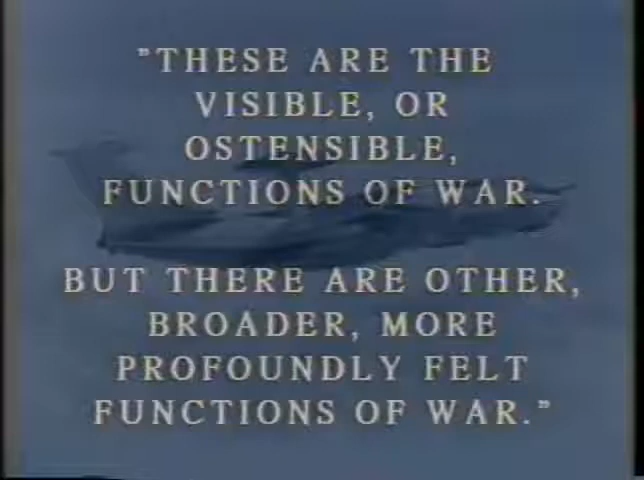 "THESE ARE THE
VISIBLE, OR
OSTENSIBLE,
FUNCTIONS OF WAR.
BUT THERE ARE OTHER,
BROADER, MORE
PROFOUNDLY FELT
FUNCTIONS OF WAR."